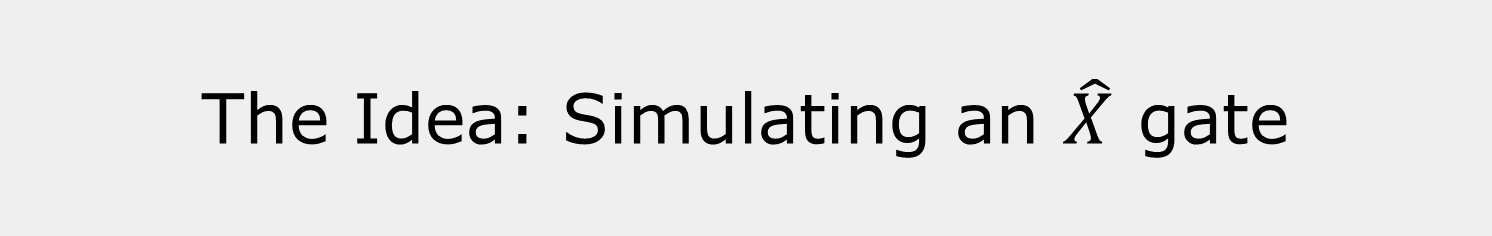 The Idea: Simulating an X̂ gate